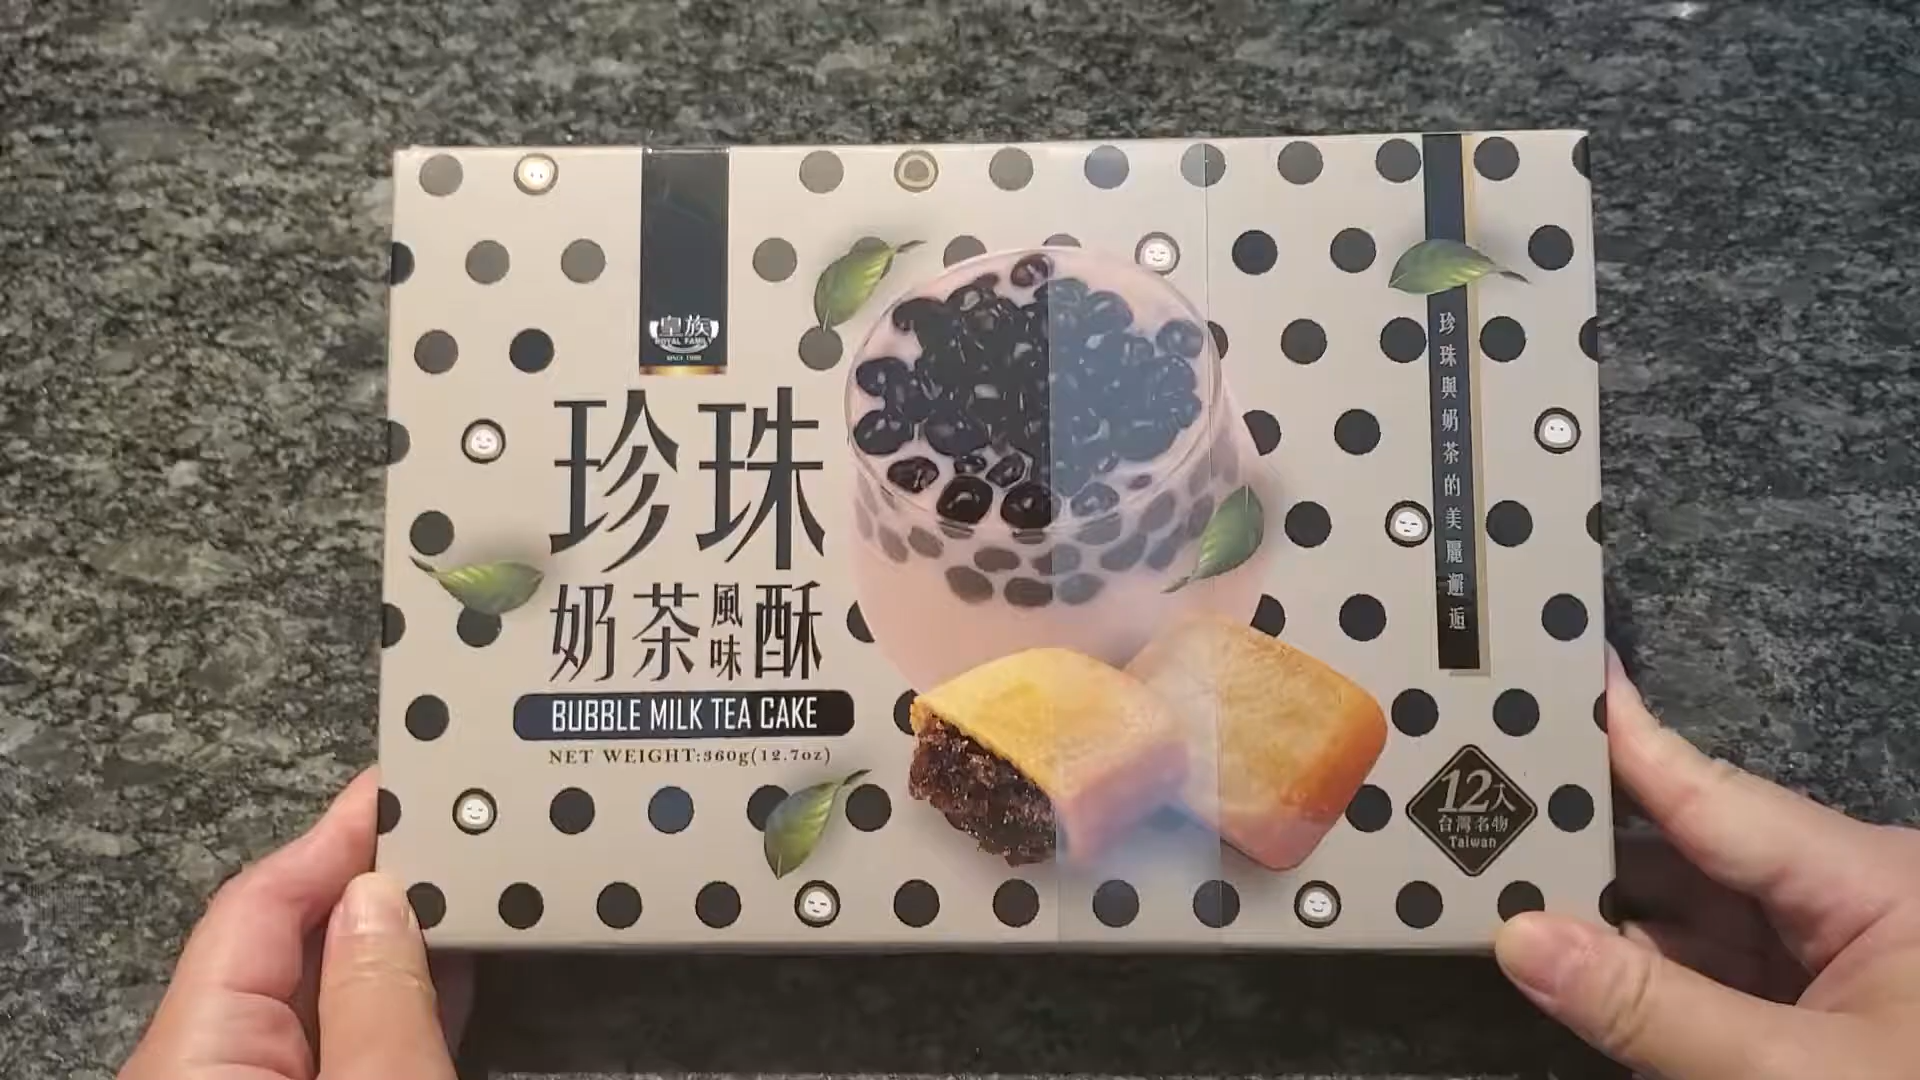 皇族
ROYAL FAMILY
珍珠
奶茶風味酥
BUBBLE MILK TEA CAKE
NET WEIGHT:360g(12.7oz)
珍珠與奶茶的美麗邂逅
12入
台灣名物
Taiwan